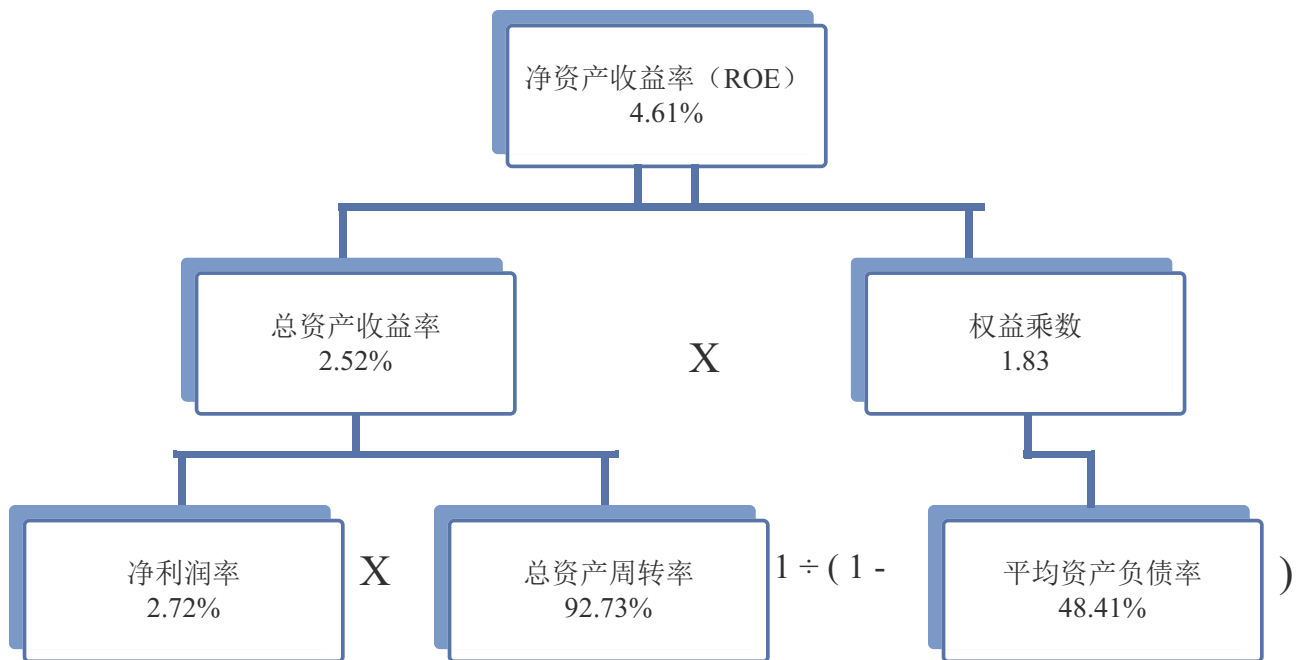 净资产收益率（ROE）
4.61%
总资产收益率
2.52%
X
权益乘数
1.83
净利润率
2.72%
X
总资产周转率
92.73%
1 ÷ ( 1 -
平均资产负债率
48.41%
)